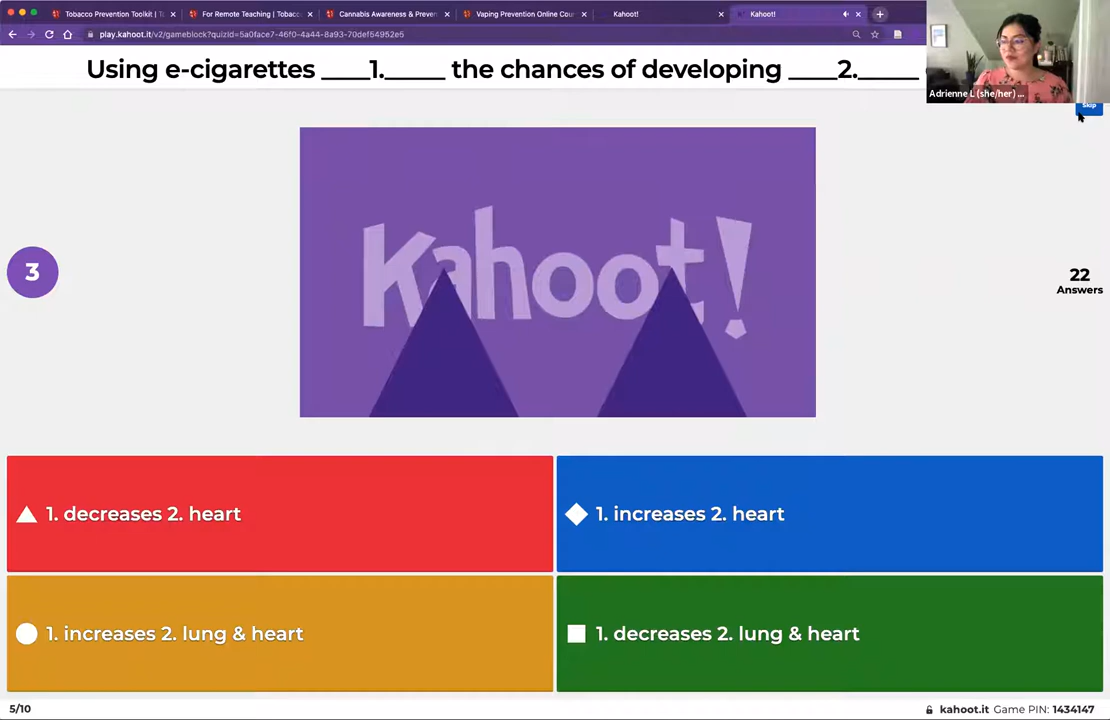 Tobacco Prevention Toolkit | To
For Remote Teaching | Tobacc
Cannabis Awareness & Preven
Vaping Prevention Online Cou
Kahoot!
Kahoot!
play.kahoot.it/v2/gameblock?quizId=5a0face7-46f0-4a44-8a93-70def54952e5
Using e-cigarettes ____1._____ the chances of developing ____2._____
Adrienne L (she/her) ...
Skip
Kahoot!
3
22
Answers
1. decreases 2. heart
1. increases 2. heart
1. increases 2. lung & heart
1. decreases 2. lung & heart
5/10
kahoot.it Game PIN: 1434147